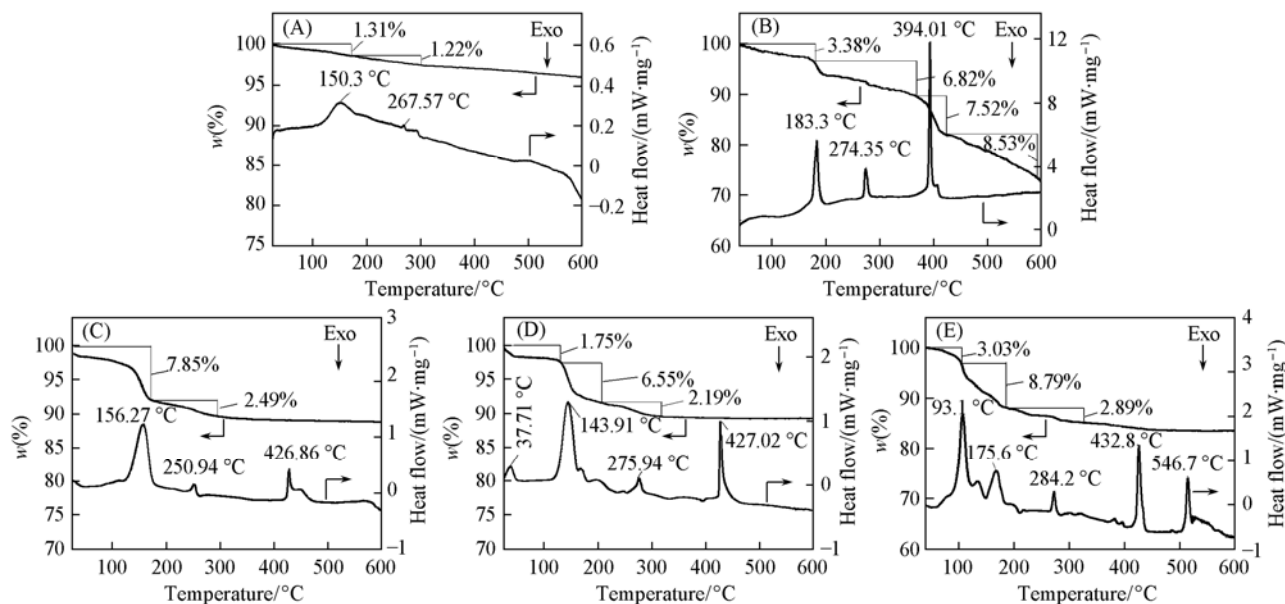 (A)
1.31%
1.22%
Exo
150.3 °C
267.57 °C
100
95
90
85
80
75
w(%)
0.6
0.4
0.2
0
−0.2
Heat flow/(mW·mg⁻¹)
100 200 300 400 500 600
Temperature/°C
(B)
394.01 °C
Exo
3.38%
6.82%
7.52%
8.53%
183.3 °C
274.35 °C
100
90
80
70
60
w(%)
12
8
4
0
Heat flow/(mW·mg⁻¹)
100 200 300 400 500 600
Temperature/°C
(C)
Exo
7.85%
2.49%
156.27 °C
250.94 °C
426.86 °C
100
95
90
85
80
75
70
w(%)
3
2
1
0
−1
Heat flow/(mW·mg⁻¹)
0 100 200 300 400 500 600
Temperature/°C
(D)
Exo
1.75%
6.55%
2.19%
37.71 °C
143.91 °C
275.94 °C
427.02 °C
100
95
90
85
80
75
70
w(%)
2
1
0
−1
Heat flow/(mW·mg⁻¹)
100 200 300 400 500 600
Temperature/°C
(E)
Exo
3.03%
8.79%
2.89%
93.1 °C
175.6 °C
284.2 °C
432.8 °C
546.7 °C
100
90
80
70
60
w(%)
4
3
2
1
0
−1
Heat flow/(mW·mg⁻¹)
0 100 200 300 400 500 600
Temperature/°C